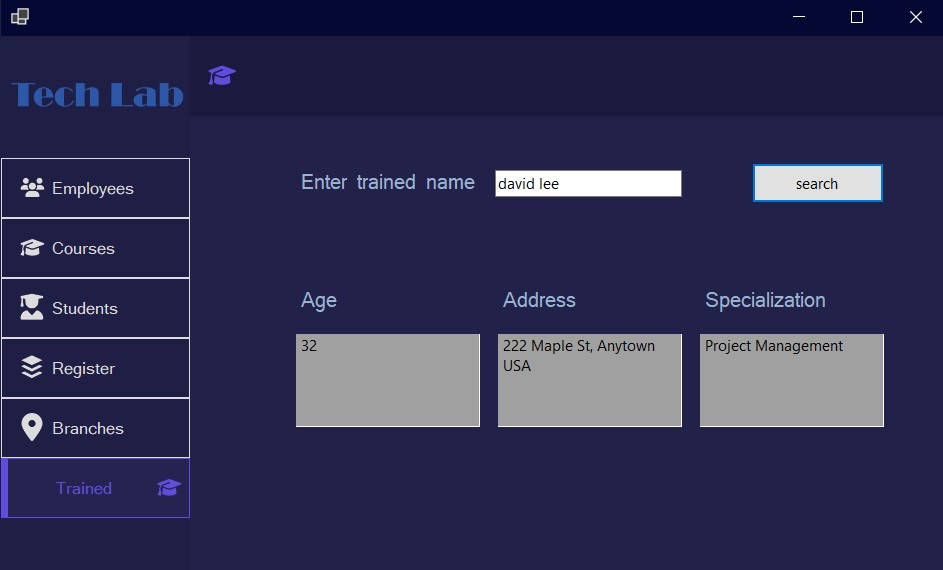 Tech Lab
Employees
Courses
Students
Register
Branches
Trained
Enter trained name
david lee
search
Age
Address
Specialization
32
222 Maple St, Anytown
USA
Project Management